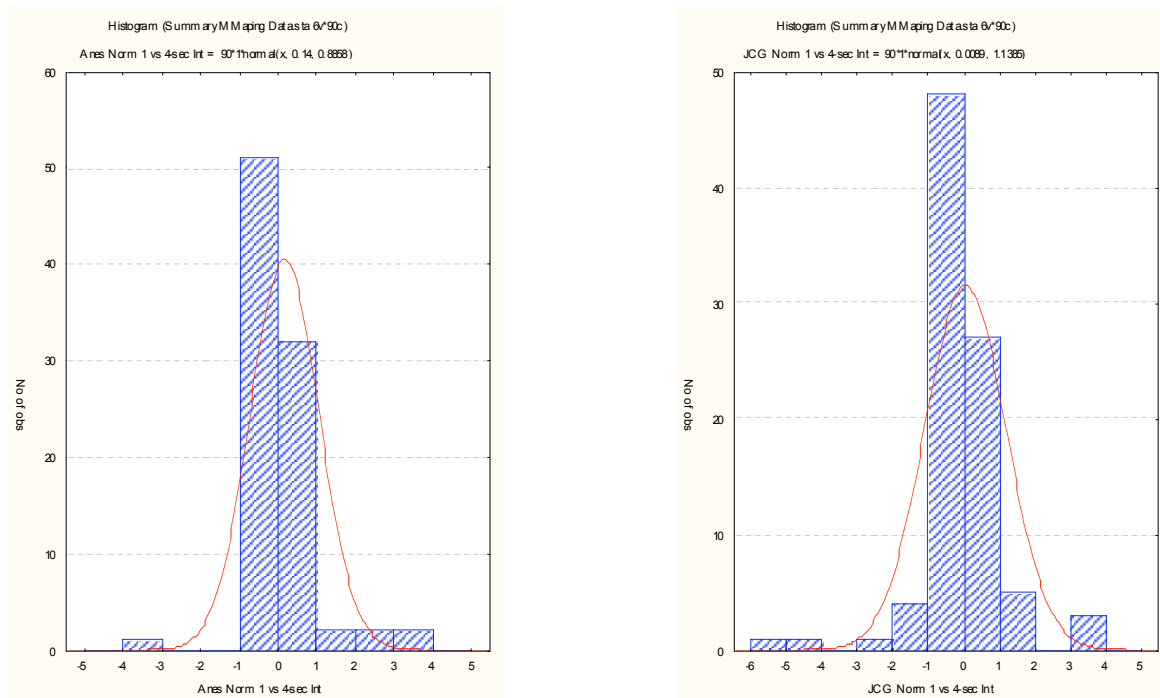 Histogram (SummaryMMaping Datasta 6v*90c)
Anes Norm 1 vs 4-sec Int = 90*1*normal(x, 0.14, 0.8858)
60
50
40
30
20
10
0
-5 -4 -3 -2 -1 0 1 2 3 4 5
No of obs
Anes Norm 1 vs 4-sec Int
Histogram (SummaryMMaping Datasta 6v*90c)
JCG Norm 1 vs 4-sec Int = 90*1*normal(x, 0.0089, 1.1385)
50
40
30
20
10
0
-6 -5 -4 -3 -2 -1 0 1 2 3 4 5
No of obs
JCG Norm 1 vs 4-sec Int